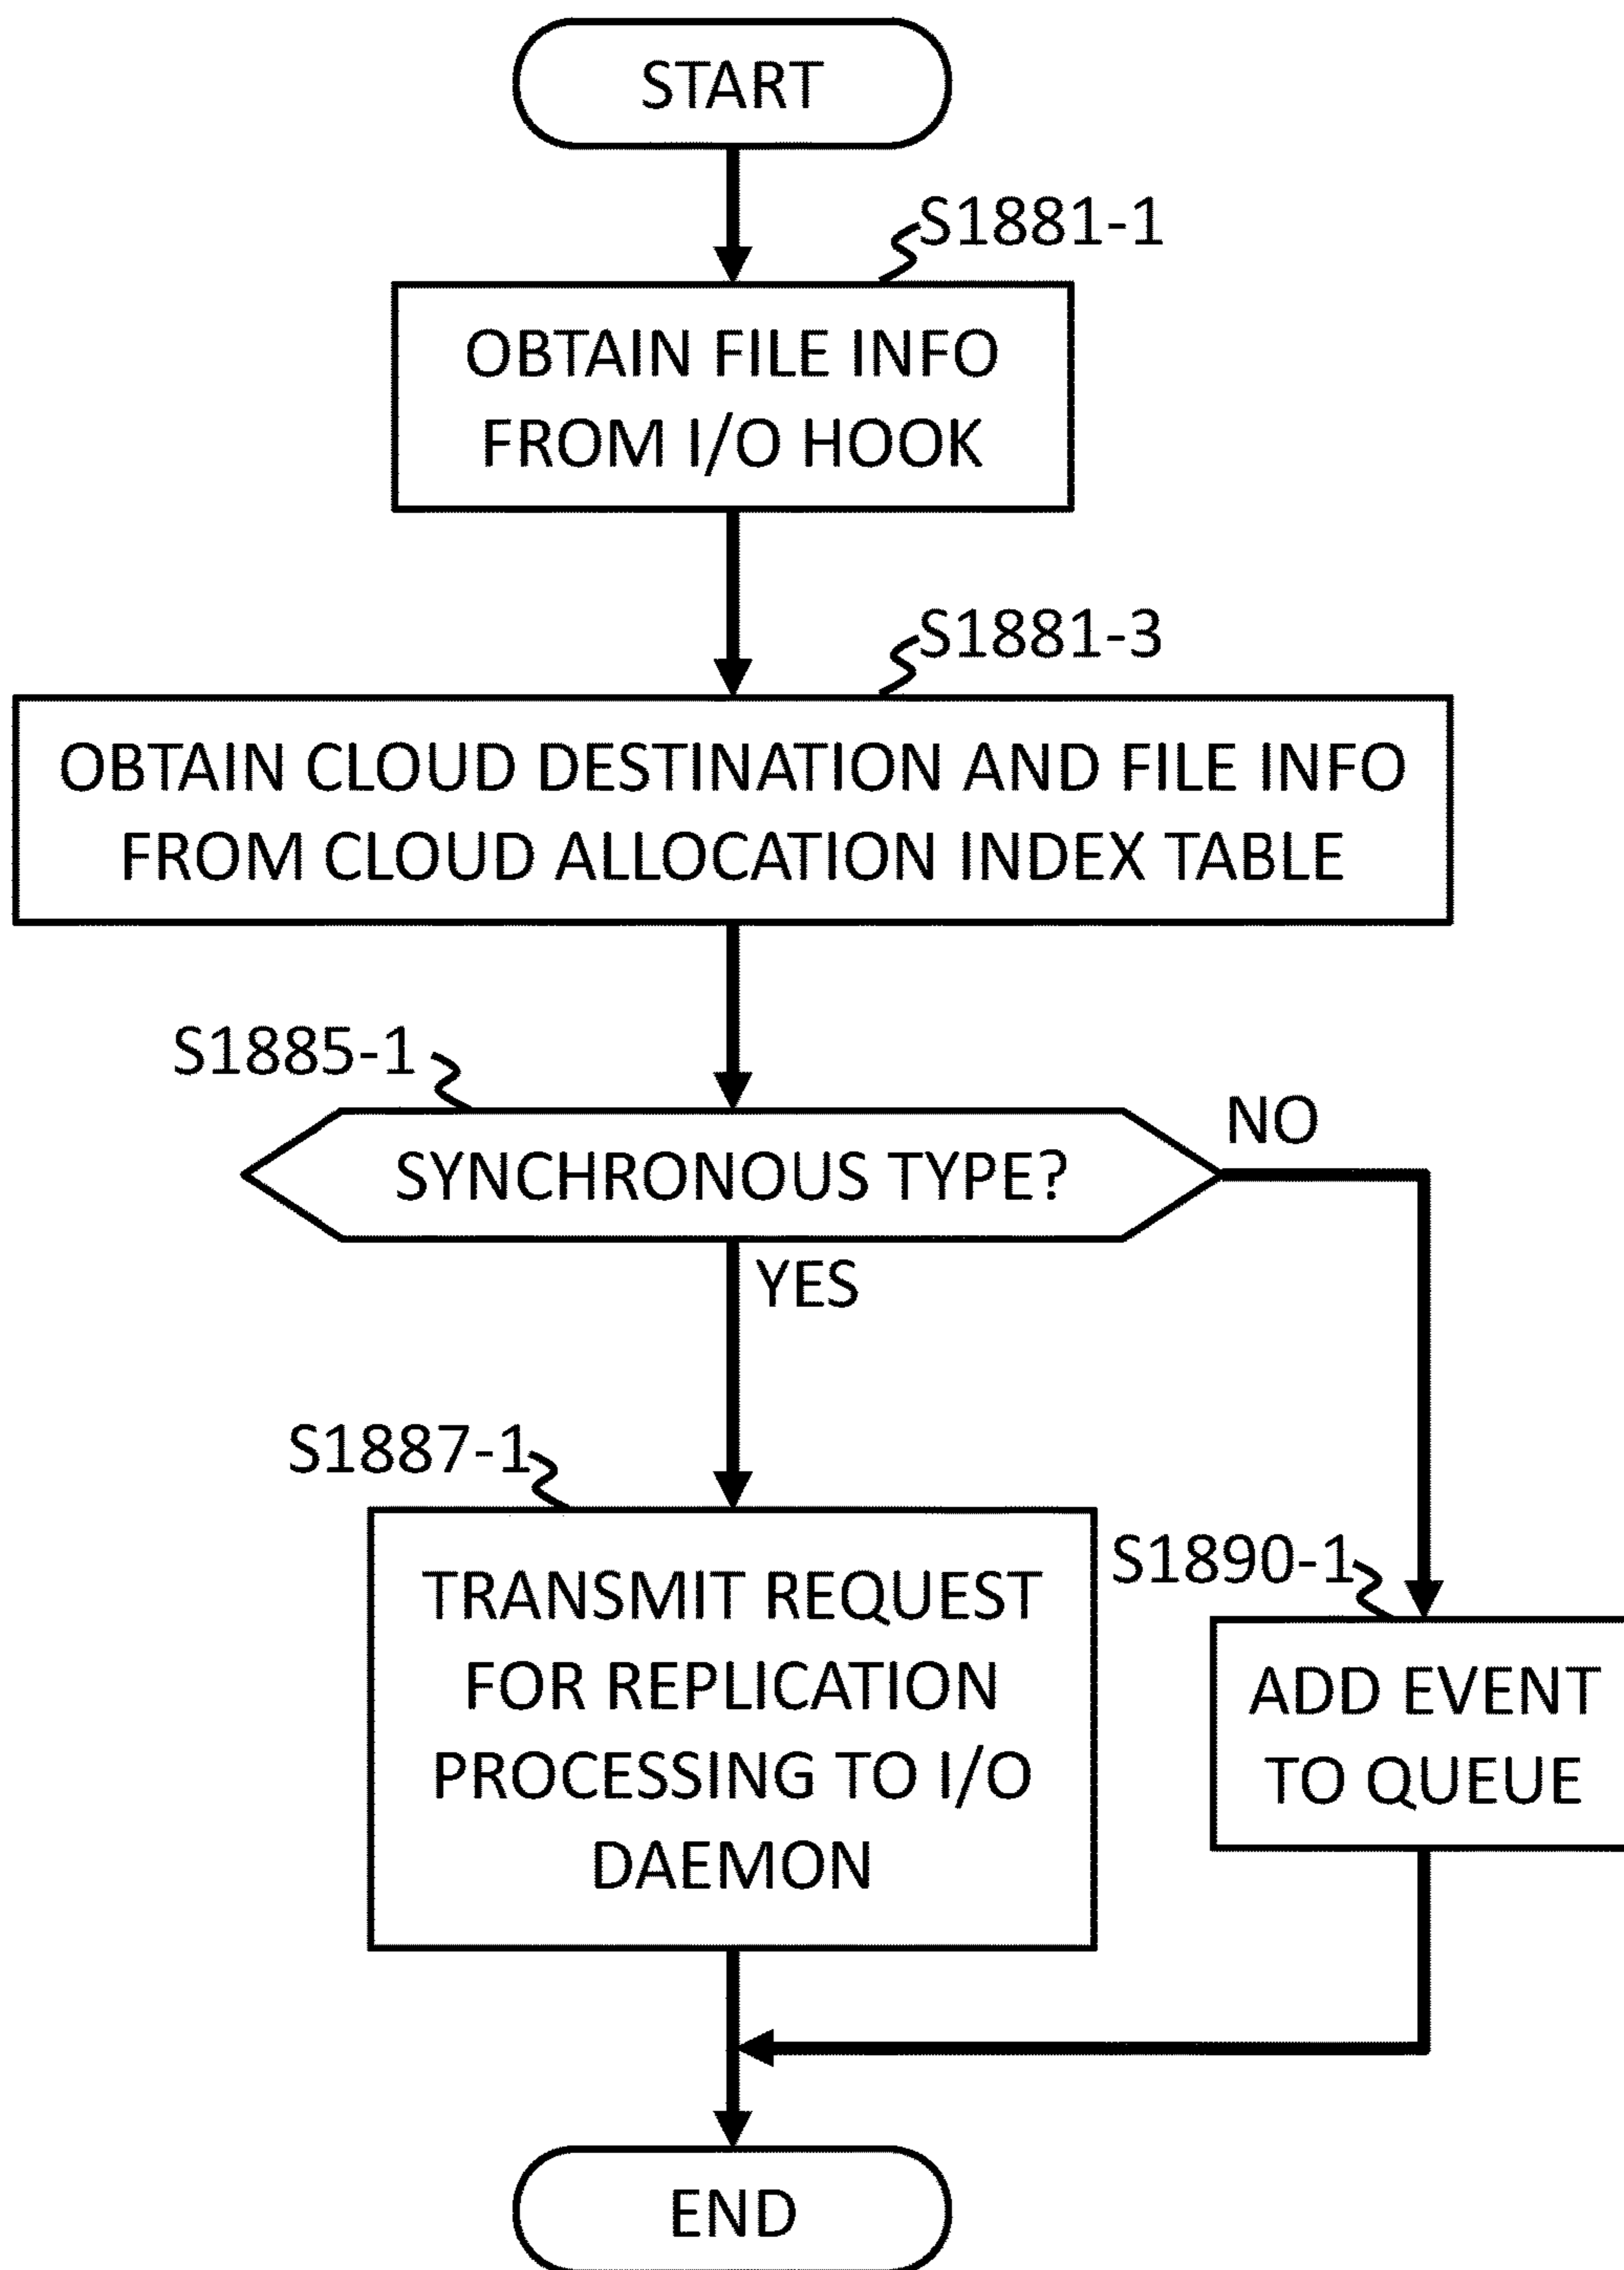 START
S1881-1
OBTAIN FILE INFO
FROM I/O HOOK
S1881-3
OBTAIN CLOUD DESTINATION AND FILE INFO
FROM CLOUD ALLOCATION INDEX TABLE
S1885-1
SYNCHRONOUS TYPE?
NO
YES
S1887-1
TRANSMIT REQUEST
FOR REPLICATION
PROCESSING TO I/O
DAEMON
S1890-1
ADD EVENT
TO QUEUE
END